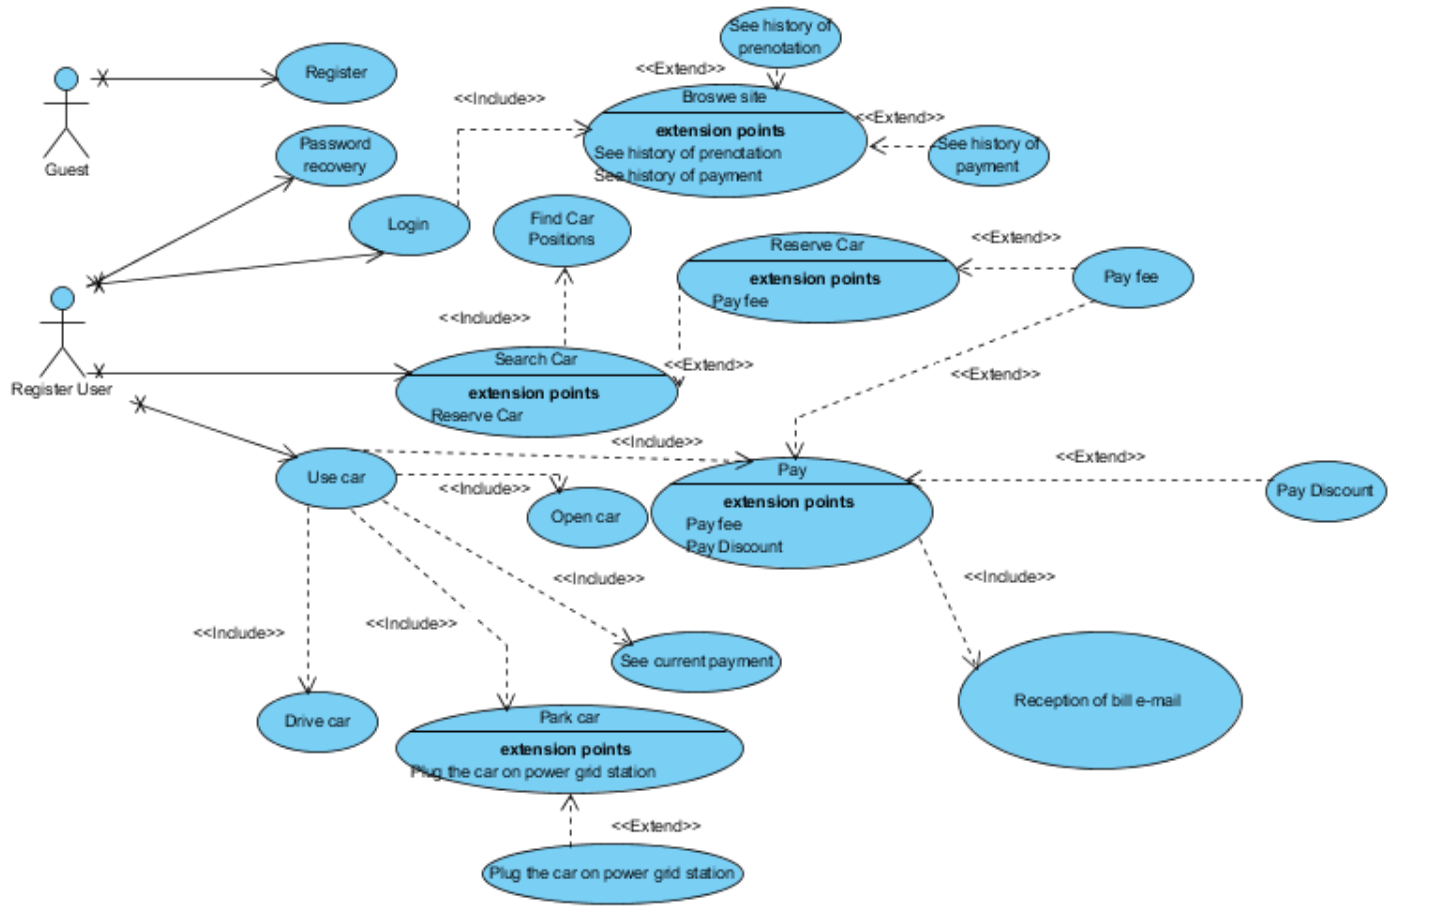 See history of
prenotation
<<Extend>>
Register
Broswe site
<<Include>>
extension points
See history of prenotation
See history of payment
<<Extend>>
See history of
payment
Guest
Password
recovery
Login
Find Car
Positions
Reserve Car
extension points
Pay fee
<<Extend>>
Pay fee
<<Include>>
Search Car
extension points
Reserve Car
<<Extend>>
<<Extend>>
Register User
<<Include>>
Use car
<<Include>>
Open car
Pay
extension points
Pay fee
Pay Discount
<<Extend>>
Pay Discount
<<Include>>
<<Include>>
<<Include>>
<<Include>>
See current payment
Reception of bill e-mail
Drive car
Park car
extension points
Plug the car on power grid station
<<Extend>>
Plug the car on power grid station